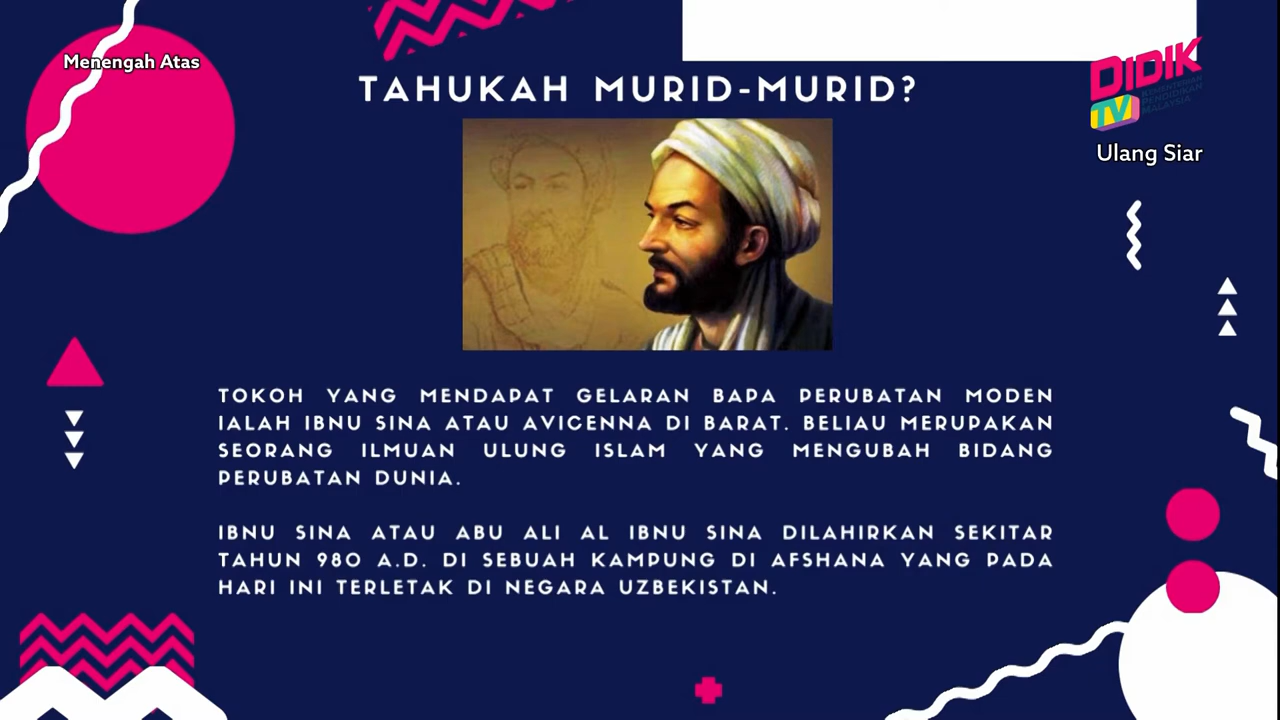 Menengah Atas
TAHUKAH MURID-MURID?
DIDIK
TV
KEMENTERIAN
PENDIDIKAN
MALAYSIA
Ulang Siar
TOKOH YANG MENDAPAT GELARAN BAPA PERUBATAN MODEN
IALAH IBNU SINA ATAU AVICENNA DI BARAT. BELIAU MERUPAKAN
SEORANG ILMUAN ULUNG ISLAM YANG MENGUBAH BIDANG
PERUBATAN DUNIA.
IBNU SINA ATAU ABU ALI AL IBNU SINA DILAHIRKAN SEKITAR
TAHUN 980 A.D. DI SEBUAH KAMPUNG DI AFSHANA YANG PADA
HARI INI TERLETAK DI NEGARA UZBEKISTAN.